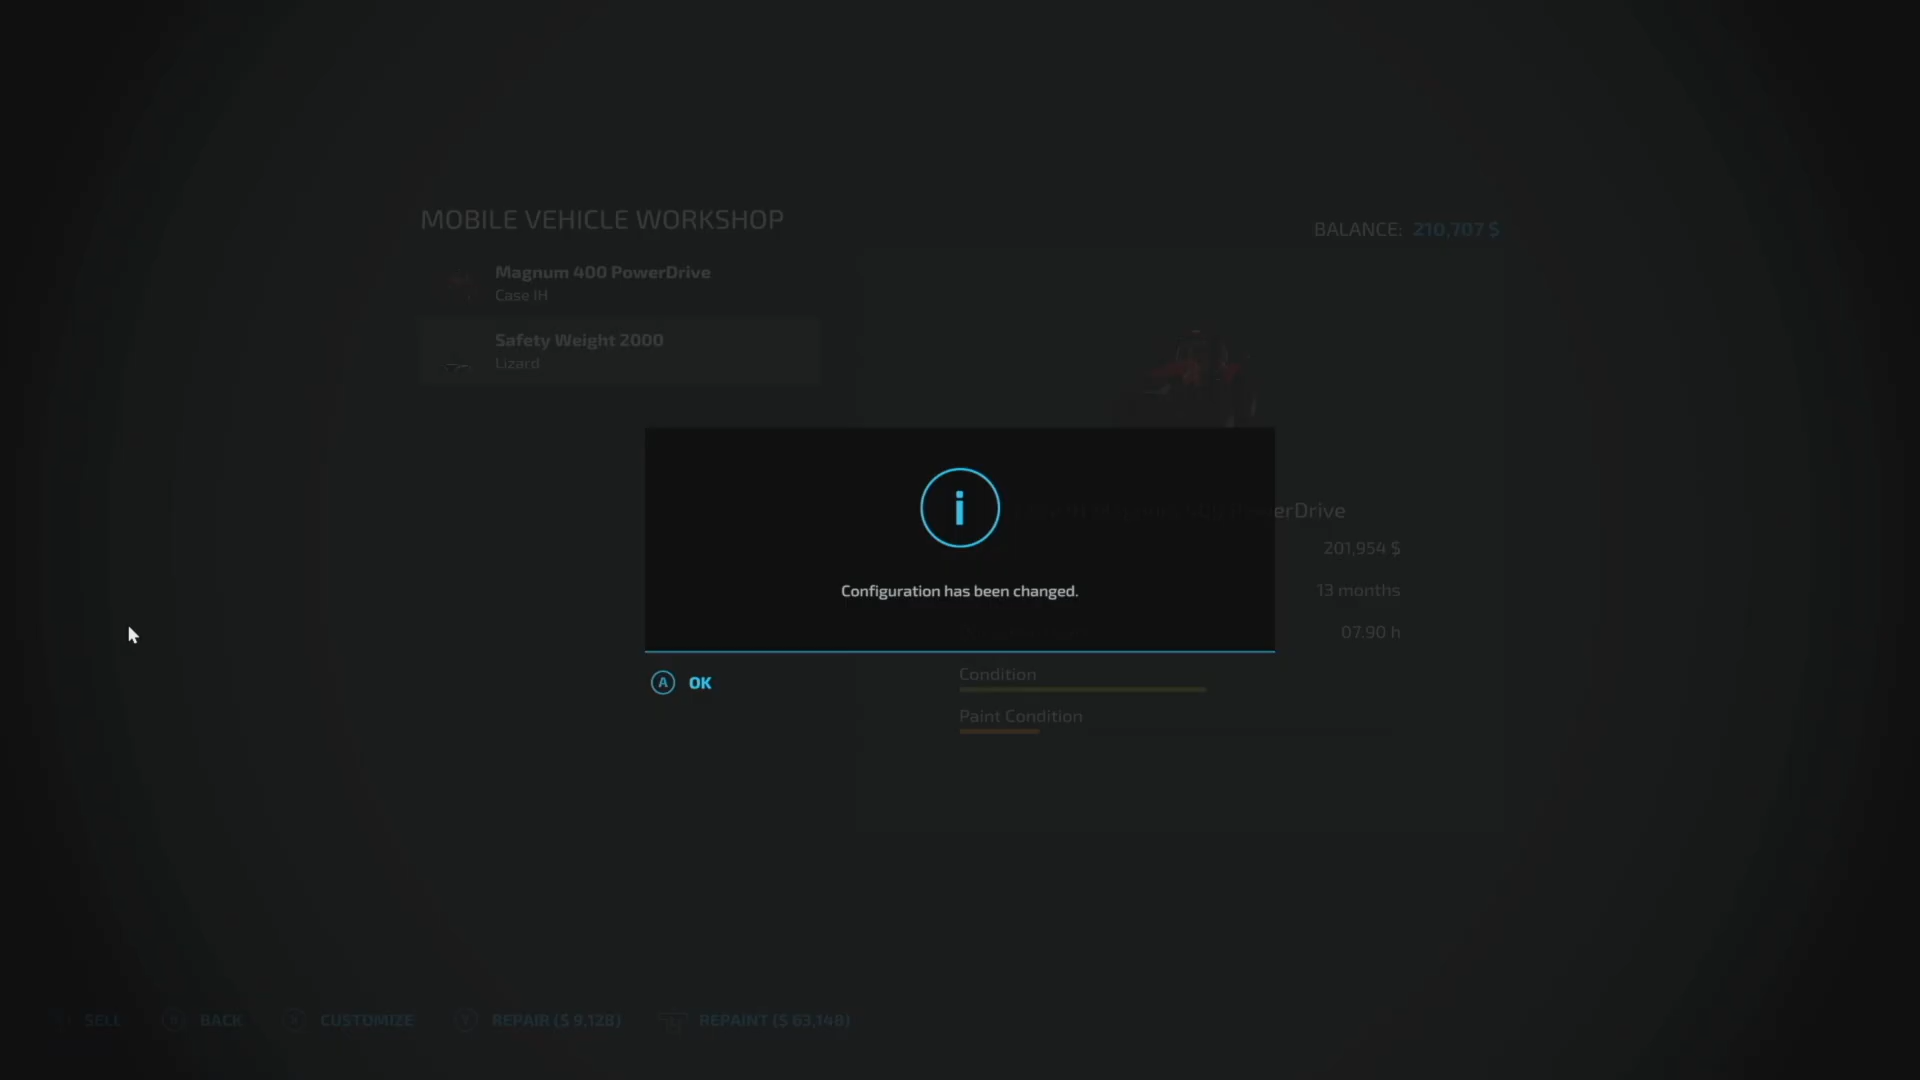 MOBILE VEHICLE WORKSHOP
BALANCE: 210,707 $
Magnum 400 PowerDrive
Case IH
Safety Weight 2000
Lizard
i
erDrive
201,954 $
Configuration has been changed.
13 months
07.90 h
Condition
A OK
Paint Condition
SELL
B BACK
X CUSTOMIZE
Y REPAIR ($ 9,128)
REPAINT ($ 63,148)